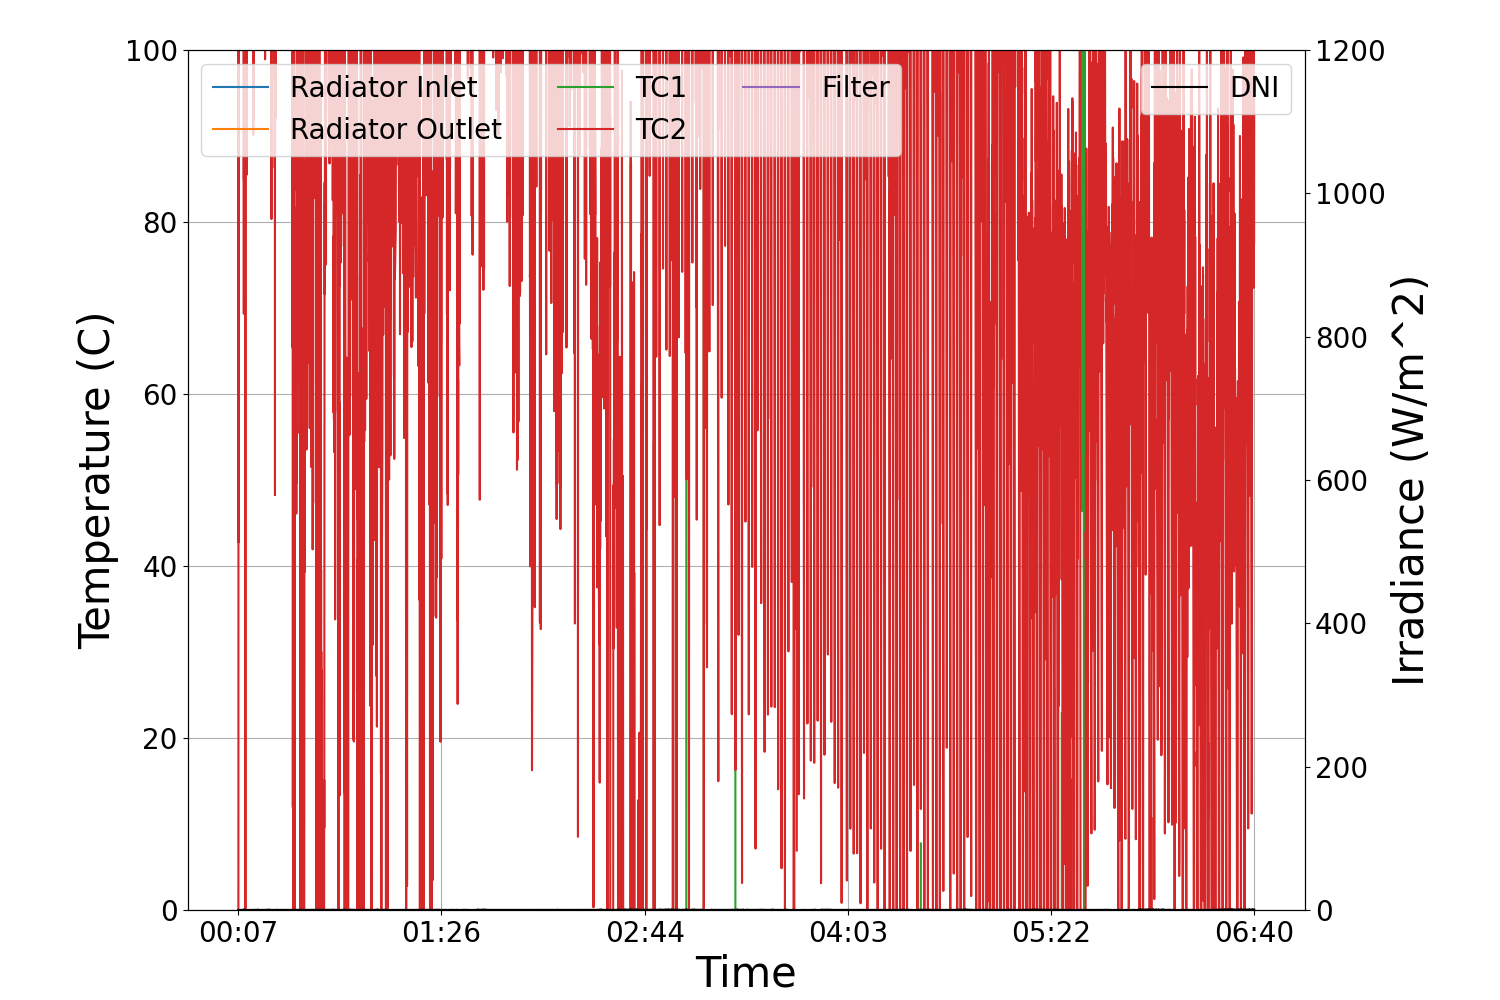 100
80
60
40
20
0
Temperature (C)
Radiator Inlet
Radiator Outlet
TC1
TC2
Filter
DNI
1200
1000
800
600
400
200
0
Irradiance (W/m^2)
00:07
01:26
02:44
04:03
05:22
06:40
Time